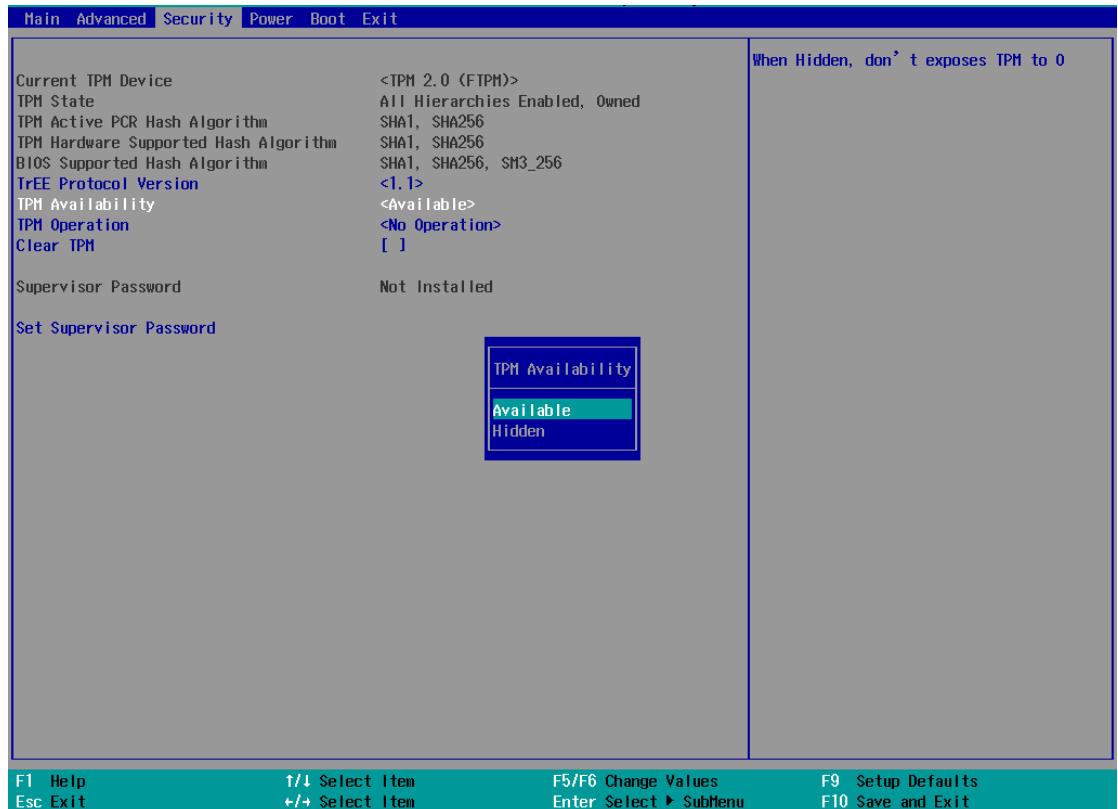 Main Advanced Security Power Boot Exit
When Hidden, don't exposes TPM to 0
Current TPM Device <TPM 2.0 (FTPM)>
TPM State All Hierarchies Enabled, Owned
TPM Active PCR Hash Algorithm SHA1, SHA256
TPM Hardware Supported Hash Algorithm SHA1, SHA256
BIOS Supported Hash Algorithm SHA1, SHA256, SM3_256
TrEE Protocol Version <1.1>
TPM Availability <Available>
TPM Operation <No Operation>
Clear TPM [ ]
Supervisor Password Not Installed
Set Supervisor Password
TPM Availability
Available
Hidden
F1 Help ↑/↓ Select Item F5/F6 Change Values F9 Setup Defaults
Esc Exit ←/→ Select Item Enter Select ▶ SubMenu F10 Save and Exit